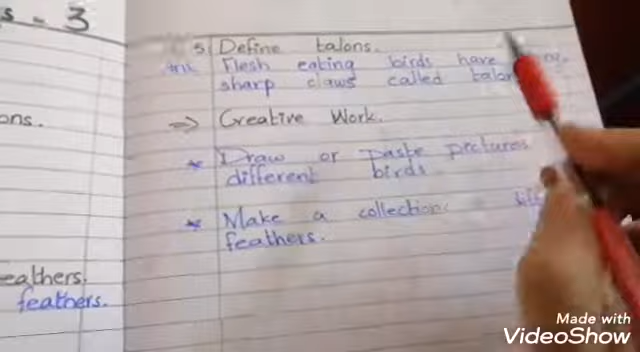 s - 3
ons.
eathers.
feathers.
5 Define talons.
Ans Flesh eating birds have
sharp claws called talon
⇒ Creative Work.
* Draw or paste pictures
different birds.
* Make a collection
feathers.
Made with
VideoShow